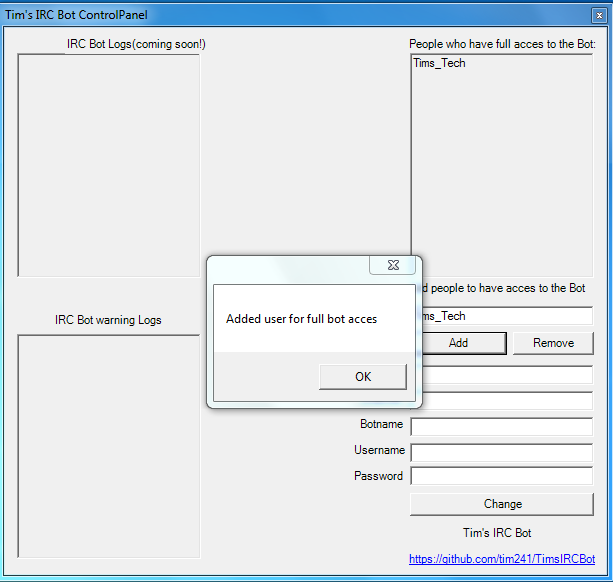 Tim's IRC Bot ControlPanel
IRC Bot Logs(coming soon!)
People who have full acces to the Bot:
Tims_Tech
people to have acces to the Bot
ms_Tech
Add
Remove
Added user for full bot acces
OK
IRC Bot warning Logs
Botname
Username
Password
Change
Tim's IRC Bot
https://github.com/tim241/TimsIRCBot